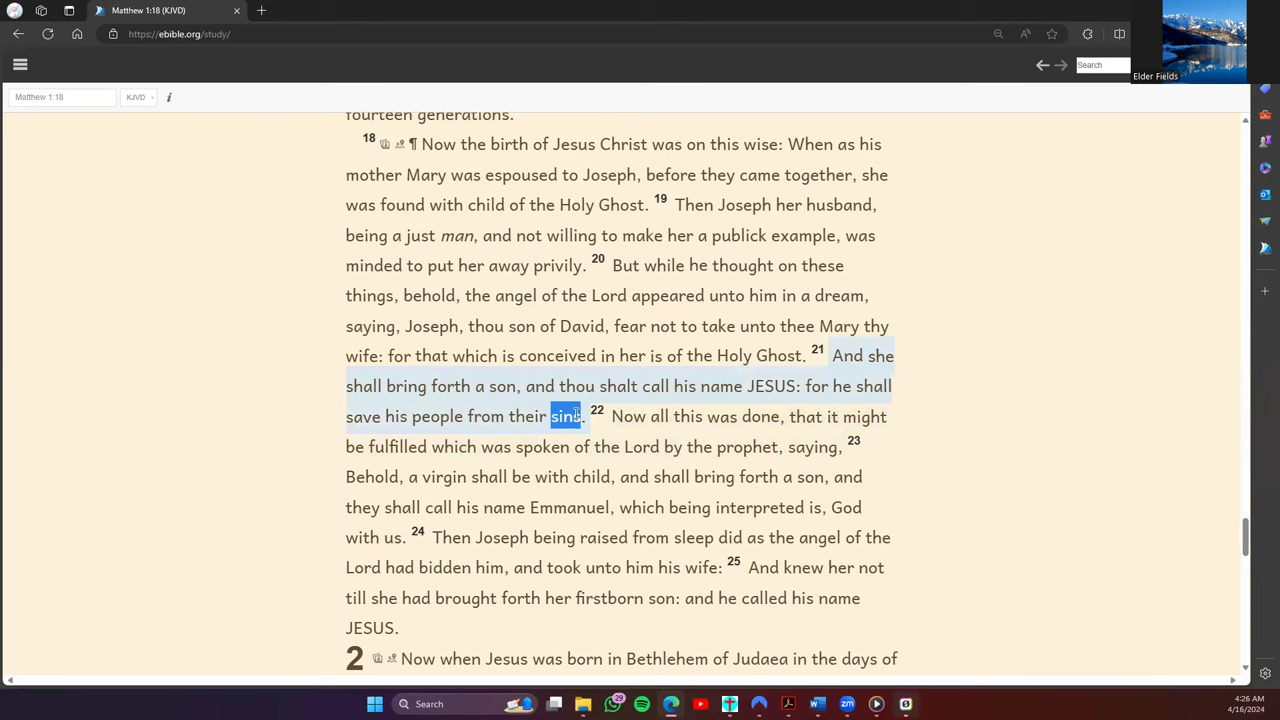 Matthew 1:18 (KJVD)
https://ebible.org/study/
Search
Elder Fields
Matthew 1:18
KJVD
i
fourteen generations.
18 ¶ Now the birth of Jesus Christ was on this wise: When as his
mother Mary was espoused to Joseph, before they came together, she
was found with child of the Holy Ghost. 19 Then Joseph her husband,
being a just man, and not willing to make her a publick example, was
minded to put her away privily. 20 But while he thought on these
things, behold, the angel of the Lord appeared unto him in a dream,
saying, Joseph, thou son of David, fear not to take unto thee Mary thy
wife: for that which is conceived in her is of the Holy Ghost. 21 And she
shall bring forth a son, and thou shalt call his name JESUS: for he shall
save his people from their sins. 22 Now all this was done, that it might
be fulfilled which was spoken of the Lord by the prophet, saying, 23
Behold, a virgin shall be with child, and shall bring forth a son, and
they shall call his name Emmanuel, which being interpreted is, God
with us. 24 Then Joseph being raised from sleep did as the angel of the
Lord had bidden him, and took unto him his wife: 25 And knew her not
till she had brought forth her firstborn son: and he called his name
JESUS.
2 Now when Jesus was born in Bethlehem of Judaea in the days of
Search
29
zm
4:26 AM
4/16/2024